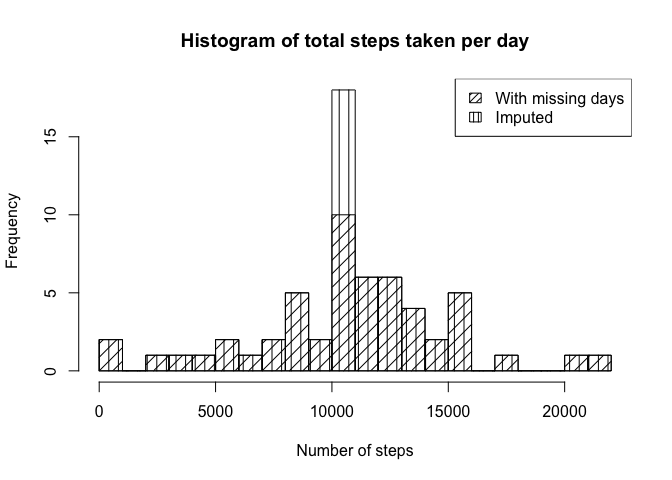 Histogram of total steps taken per day
With missing days
Imputed
Frequency
15
10
5
0
0 5000 10000 15000 20000
Number of steps